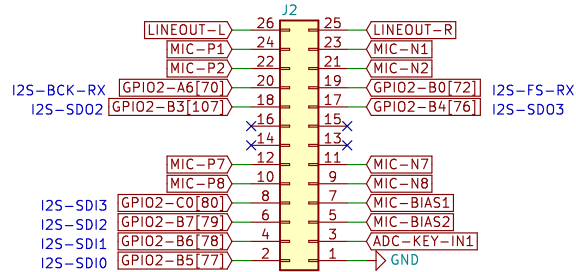 J2
LINEOUT-L 26 25 LINEOUT-R
MIC-P1 24 23 MIC-N1
MIC-P2 22 21 MIC-N2
I2S-BCK-RX GPIO2-A6[70] 20 19 GPIO2-B0[72] I2S-FS-RX
I2S-SDO2 GPIO2-B3[107] 18 17 GPIO2-B4[76] I2S-SDO3
16 15
14 13
MIC-P7 12 11 MIC-N7
MIC-P8 10 9 MIC-N8
I2S-SDI3 GPIO2-C0[80] 8 7 MIC-BIAS1
I2S-SDI2 GPIO2-B7[79] 6 5 MIC-BIAS2
I2S-SDI1 GPIO2-B6[78] 4 3 ADC-KEY-IN1
I2S-SDI0 GPIO2-B5[77] 2 1 GND